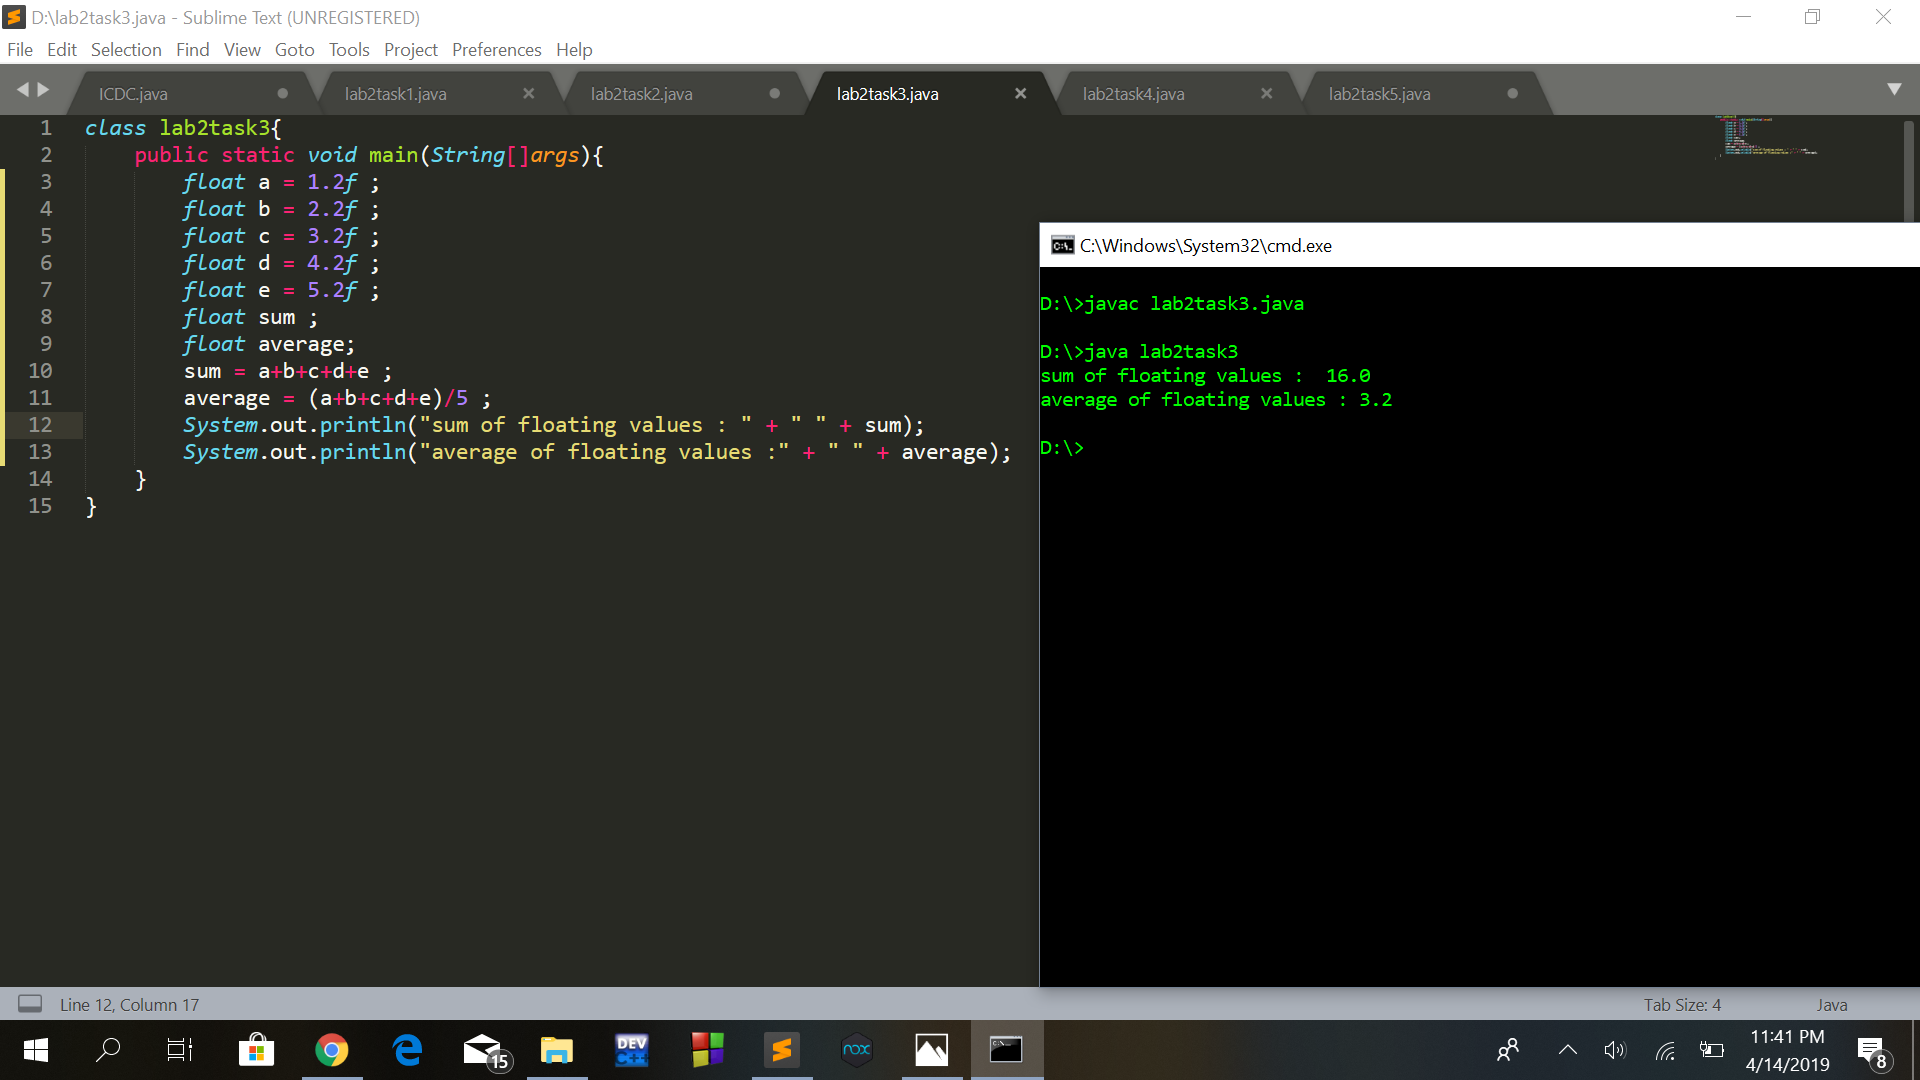 D:\lab2task3.java - Sublime Text (UNREGISTERED)
File Edit Selection Find View Goto Tools Project Preferences Help
ICDC.java lab2task1.java lab2task2.java lab2task3.java lab2task4.java lab2task5.java
1 class lab2task3{
2 public static void main(String[]args){
3 float a = 1.2f ;
4 float b = 2.2f ;
5 float c = 3.2f ;
6 float d = 4.2f ;
7 float e = 5.2f ;
8 float sum ;
9 float average;
10 sum = a+b+c+d+e ;
11 average = (a+b+c+d+e)/5 ;
12 System.out.println("sum of floating values : " + " " + sum);
13 System.out.println("average of floating values :" + " " + average);
14 }
15 }
C:\Windows\System32\cmd.exe
D:\>javac lab2task3.java
D:\>java lab2task3
sum of floating values :  16.0
average of floating values : 3.2
D:\>
Line 12, Column 17
Tab Size: 4
Java
15
DEV C++
nox
11:41 PM
4/14/2019
8